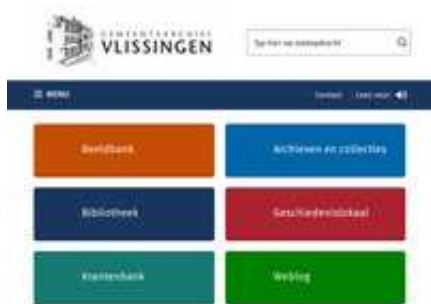 GEMEENTEARCHIEF
VLISSINGEN
Typ hier uw zoekopdracht
MENU
Contact Lees voor
Beeldbank
Archieven en collecties
Bibliotheek
Geschiedenislokaal
Krantenbank
Weblog